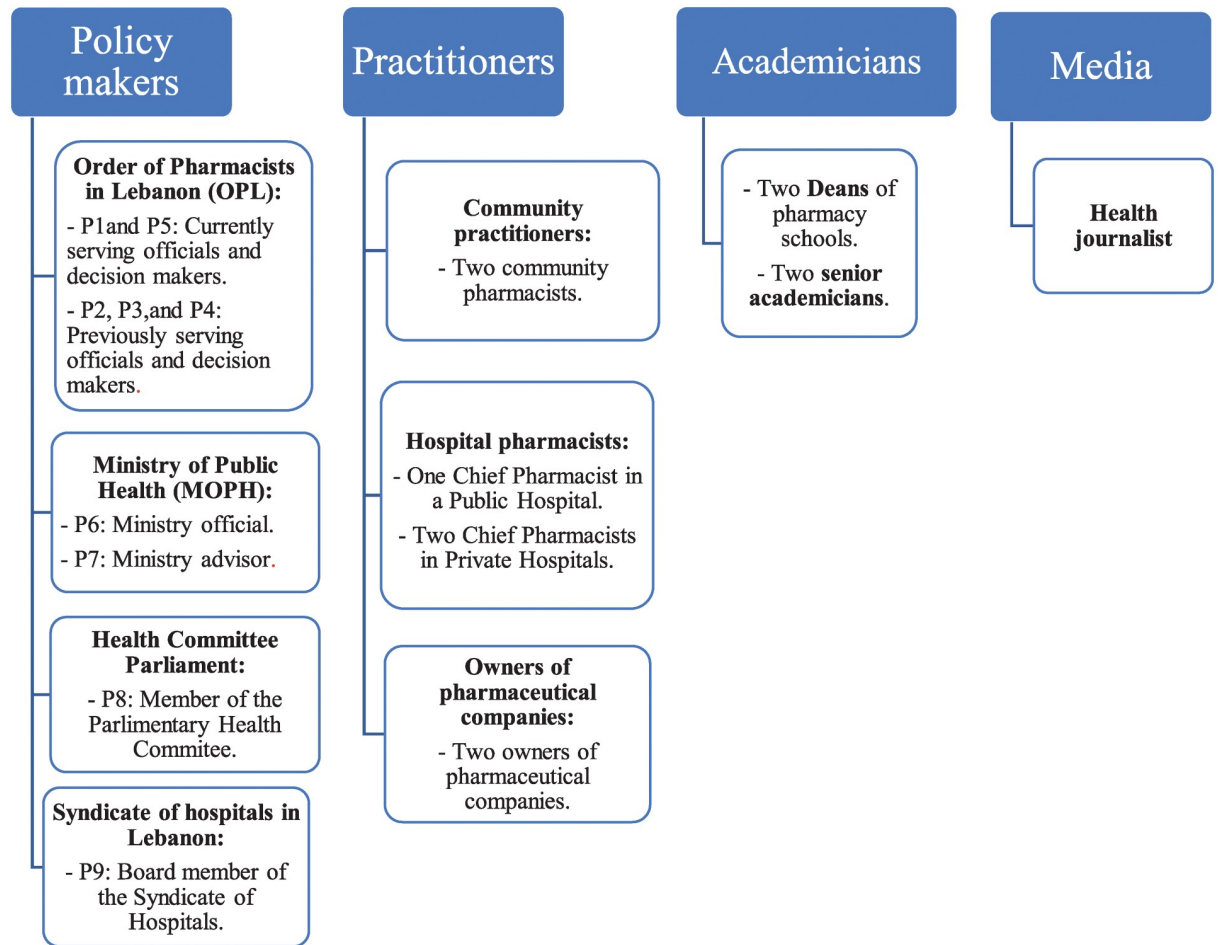 Policy
makers
Order of Pharmacists
in Lebanon (OPL):
- P1and P5: Currently
serving officials and
decision makers.
- P2, P3,and P4:
Previously serving
officials and decision
makers.
Ministry of Public
Health (MOPH):
- P6: Ministry official.
- P7: Ministry advisor.
Health Committee
Parliament:
- P8: Member of the
Parlimentary Health
Commitee.
Syndicate of hospitals in
Lebanon:
- P9: Board member of
the Syndicate of
Hospitals.
Practitioners
Community
practitioners:
- Two community
pharmacists.
Hospital pharmacists:
- One Chief Pharmacist in
a Public Hospital.
- Two Chief Pharmacists
in Private Hospitals.
Owners of
pharmaceutical
companies:
- Two owners of
pharmaceutical
companies.
Academicians
- Two Deans of
pharmacy
schools.
- Two senior
academicians.
Media
Health
journalist